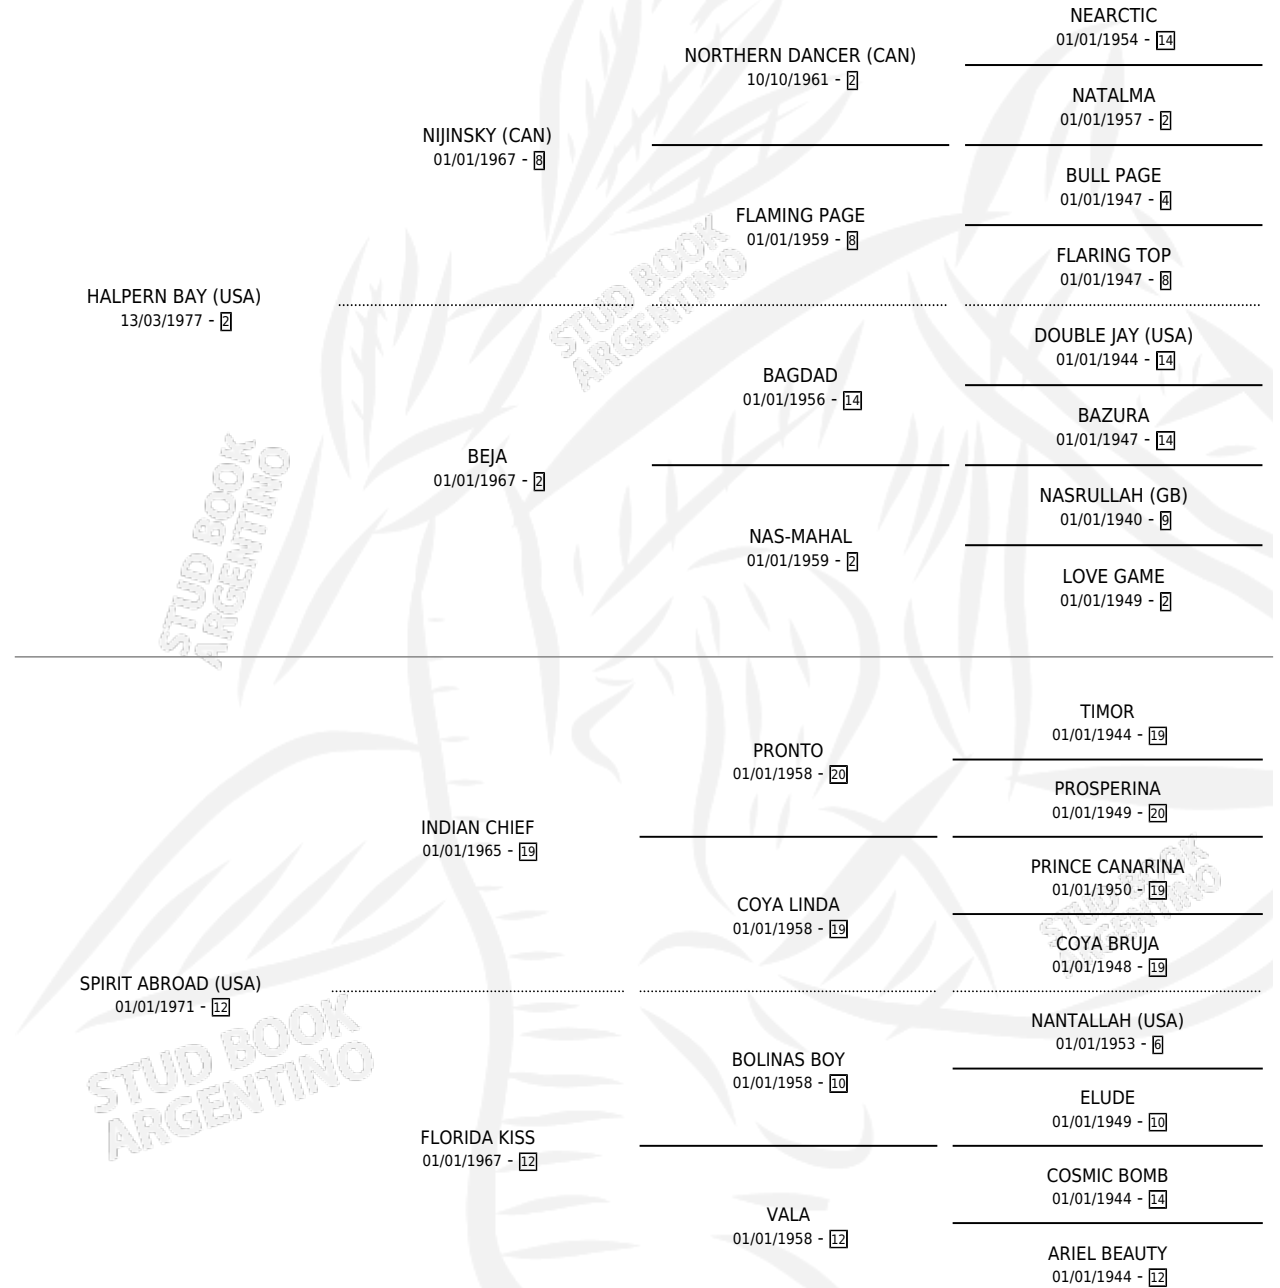 NEARCTIC
01/01/1954 - 14
NORTHERN DANCER (CAN)
10/10/1961 - 2
NATALMA
01/01/1957 - 2
NIJINSKY (CAN)
01/01/1967 - 8
BULL PAGE
01/01/1947 - 4
FLAMING PAGE
01/01/1959 - 8
FLARING TOP
01/01/1947 - 8
HALPERN BAY (USA)
13/03/1977 - 2
DOUBLE JAY (USA)
01/01/1944 - 14
BAGDAD
01/01/1956 - 14
BAZURA
01/01/1947 - 14
BEJA
01/01/1967 - 2
NASRULLAH (GB)
01/01/1940 - 9
NAS-MAHAL
01/01/1959 - 2
LOVE GAME
01/01/1949 - 2
STUD BOOK
ARGENTINO
STUD BOOK
ARGENTINO
TIMOR
01/01/1944 - 19
PRONTO
01/01/1958 - 20
PROSPERINA
01/01/1949 - 20
INDIAN CHIEF
01/01/1965 - 19
PRINCE CANARINA
01/01/1950 - 19
COYA LINDA
01/01/1958 - 19
COYA BRUJA
01/01/1948 - 19
SPIRIT ABROAD (USA)
01/01/1971 - 12
NANTALLAH (USA)
01/01/1953 - 6
BOLINAS BOY
01/01/1958 - 10
ELUDE
01/01/1949 - 10
FLORIDA KISS
01/01/1967 - 12
COSMIC BOMB
01/01/1944 - 14
VALA
01/01/1958 - 12
ARIEL BEAUTY
01/01/1944 - 12
STUD BOOK
ARGENTINO
STUD BOOK
ARGENTINO